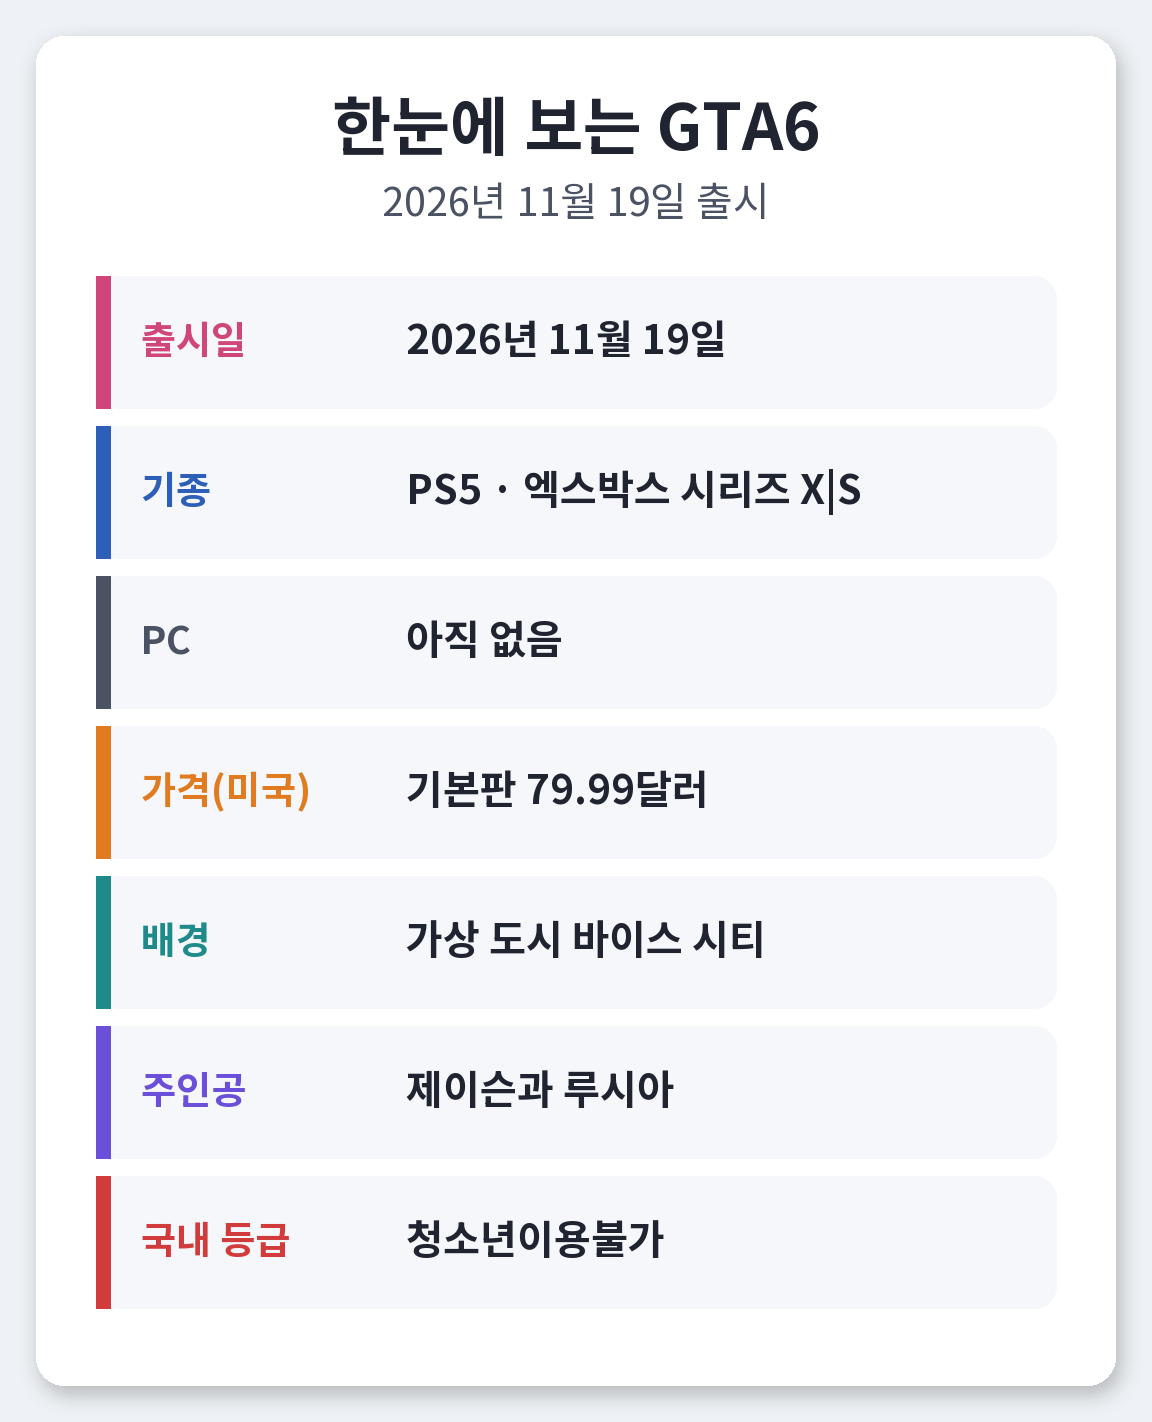 한눈에 보는 GTA6
2026년 11월 19일 출시
출시일 2026년 11월 19일
기종 PS5 · 엑스박스 시리즈 X|S
PC 아직 없음
가격(미국) 기본판 79.99달러
배경 가상 도시 바이스 시티
주인공 제이슨과 루시아
국내 등급 청소년이용불가